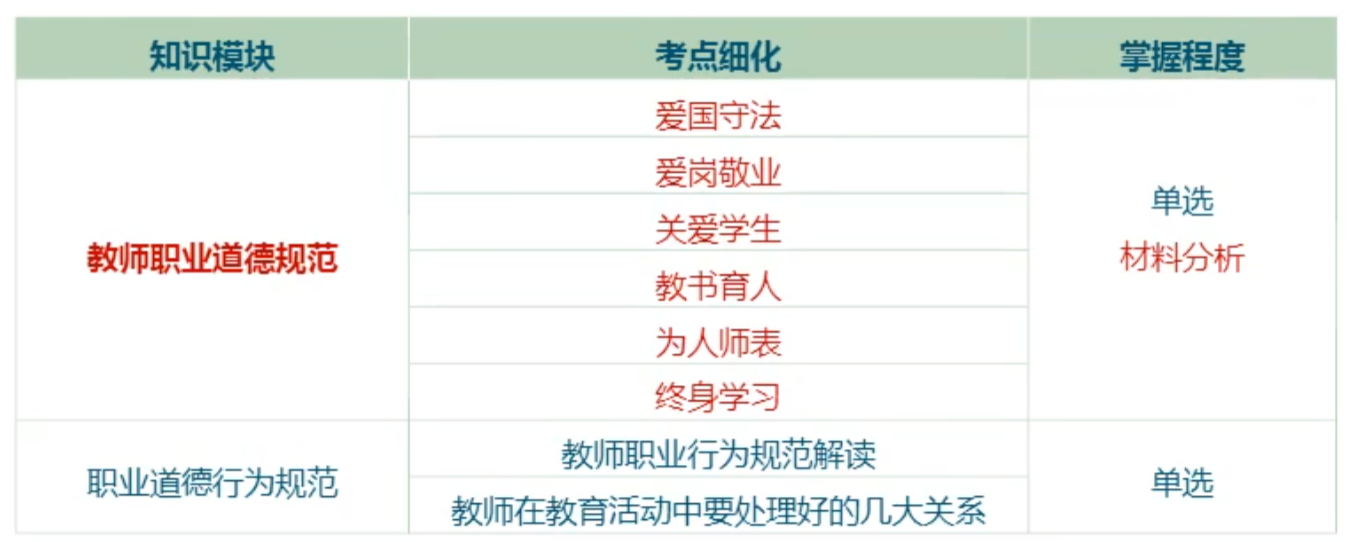 知识模块 考点细化 掌握程度
爱国守法
爱岗敬业
关爱学生
教书育人
为人师表
终身学习
教师职业道德规范
单选
材料分析
教师职业行为规范解读
教师在教育活动中要处理好的几大关系
职业道德行为规范
单选